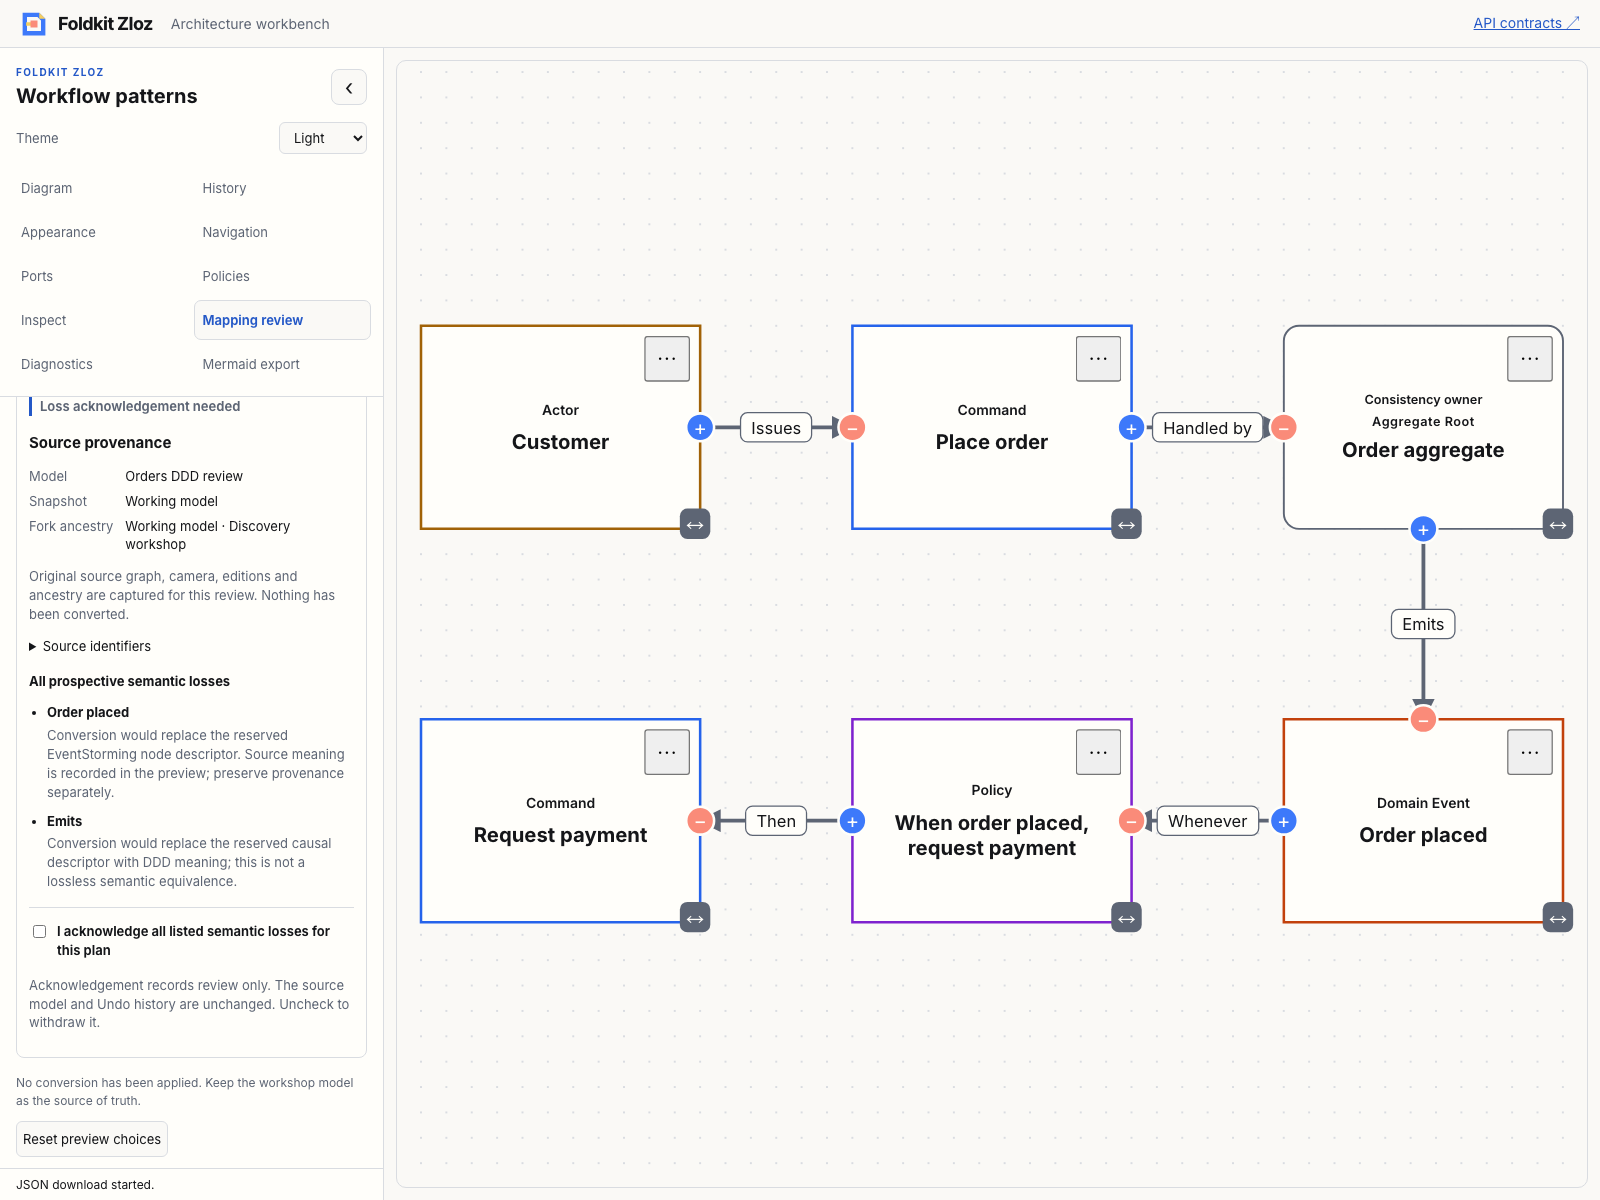 Foldkit Zloz
Architecture workbench
API contracts ↗
FOLDKIT ZLOZ
Workflow patterns
Theme
Light
Diagram
History
Appearance
Navigation
Ports
Policies
Inspect
Mapping review
Diagnostics
Mermaid export
Loss acknowledgement needed
Source provenance
Model
Orders DDD review
Snapshot
Working model
Fork ancestry
Working model · Discovery
workshop
Original source graph, camera, editions and
ancestry are captured for this review. Nothing has
been converted.
Source identifiers
All prospective semantic losses
• Order placed
Conversion would replace the reserved
EventStorming node descriptor. Source meaning
is recorded in the preview; preserve provenance
separately.
• Emits
Conversion would replace the reserved causal
descriptor with DDD meaning; this is not a
lossless semantic equivalence.
I acknowledge all listed semantic losses for
this plan
Acknowledgement records review only. The source
model and Undo history are unchanged. Uncheck to
withdraw it.
No conversion has been applied. Keep the workshop model
as the source of truth.
Reset preview choices
JSON download started.
Actor
Customer
Issues
Command
Place order
Handled by
Consistency owner
Aggregate Root
Order aggregate
Emits
Command
Request payment
Then
Policy
When order placed,
request payment
Whenever
Domain Event
Order placed